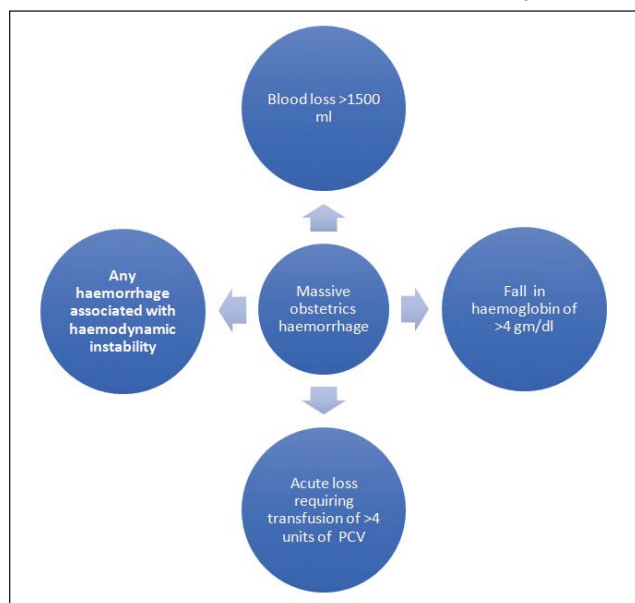 Blood loss >1500
ml
Any
haemorrhage
associated with
haemodynamic
instability
Massive
obstetrics
haemorrhage
Fall in
haemoglobin of
>4 gm/dl
Acute loss
requiring
transfusion of >4
units of PCV